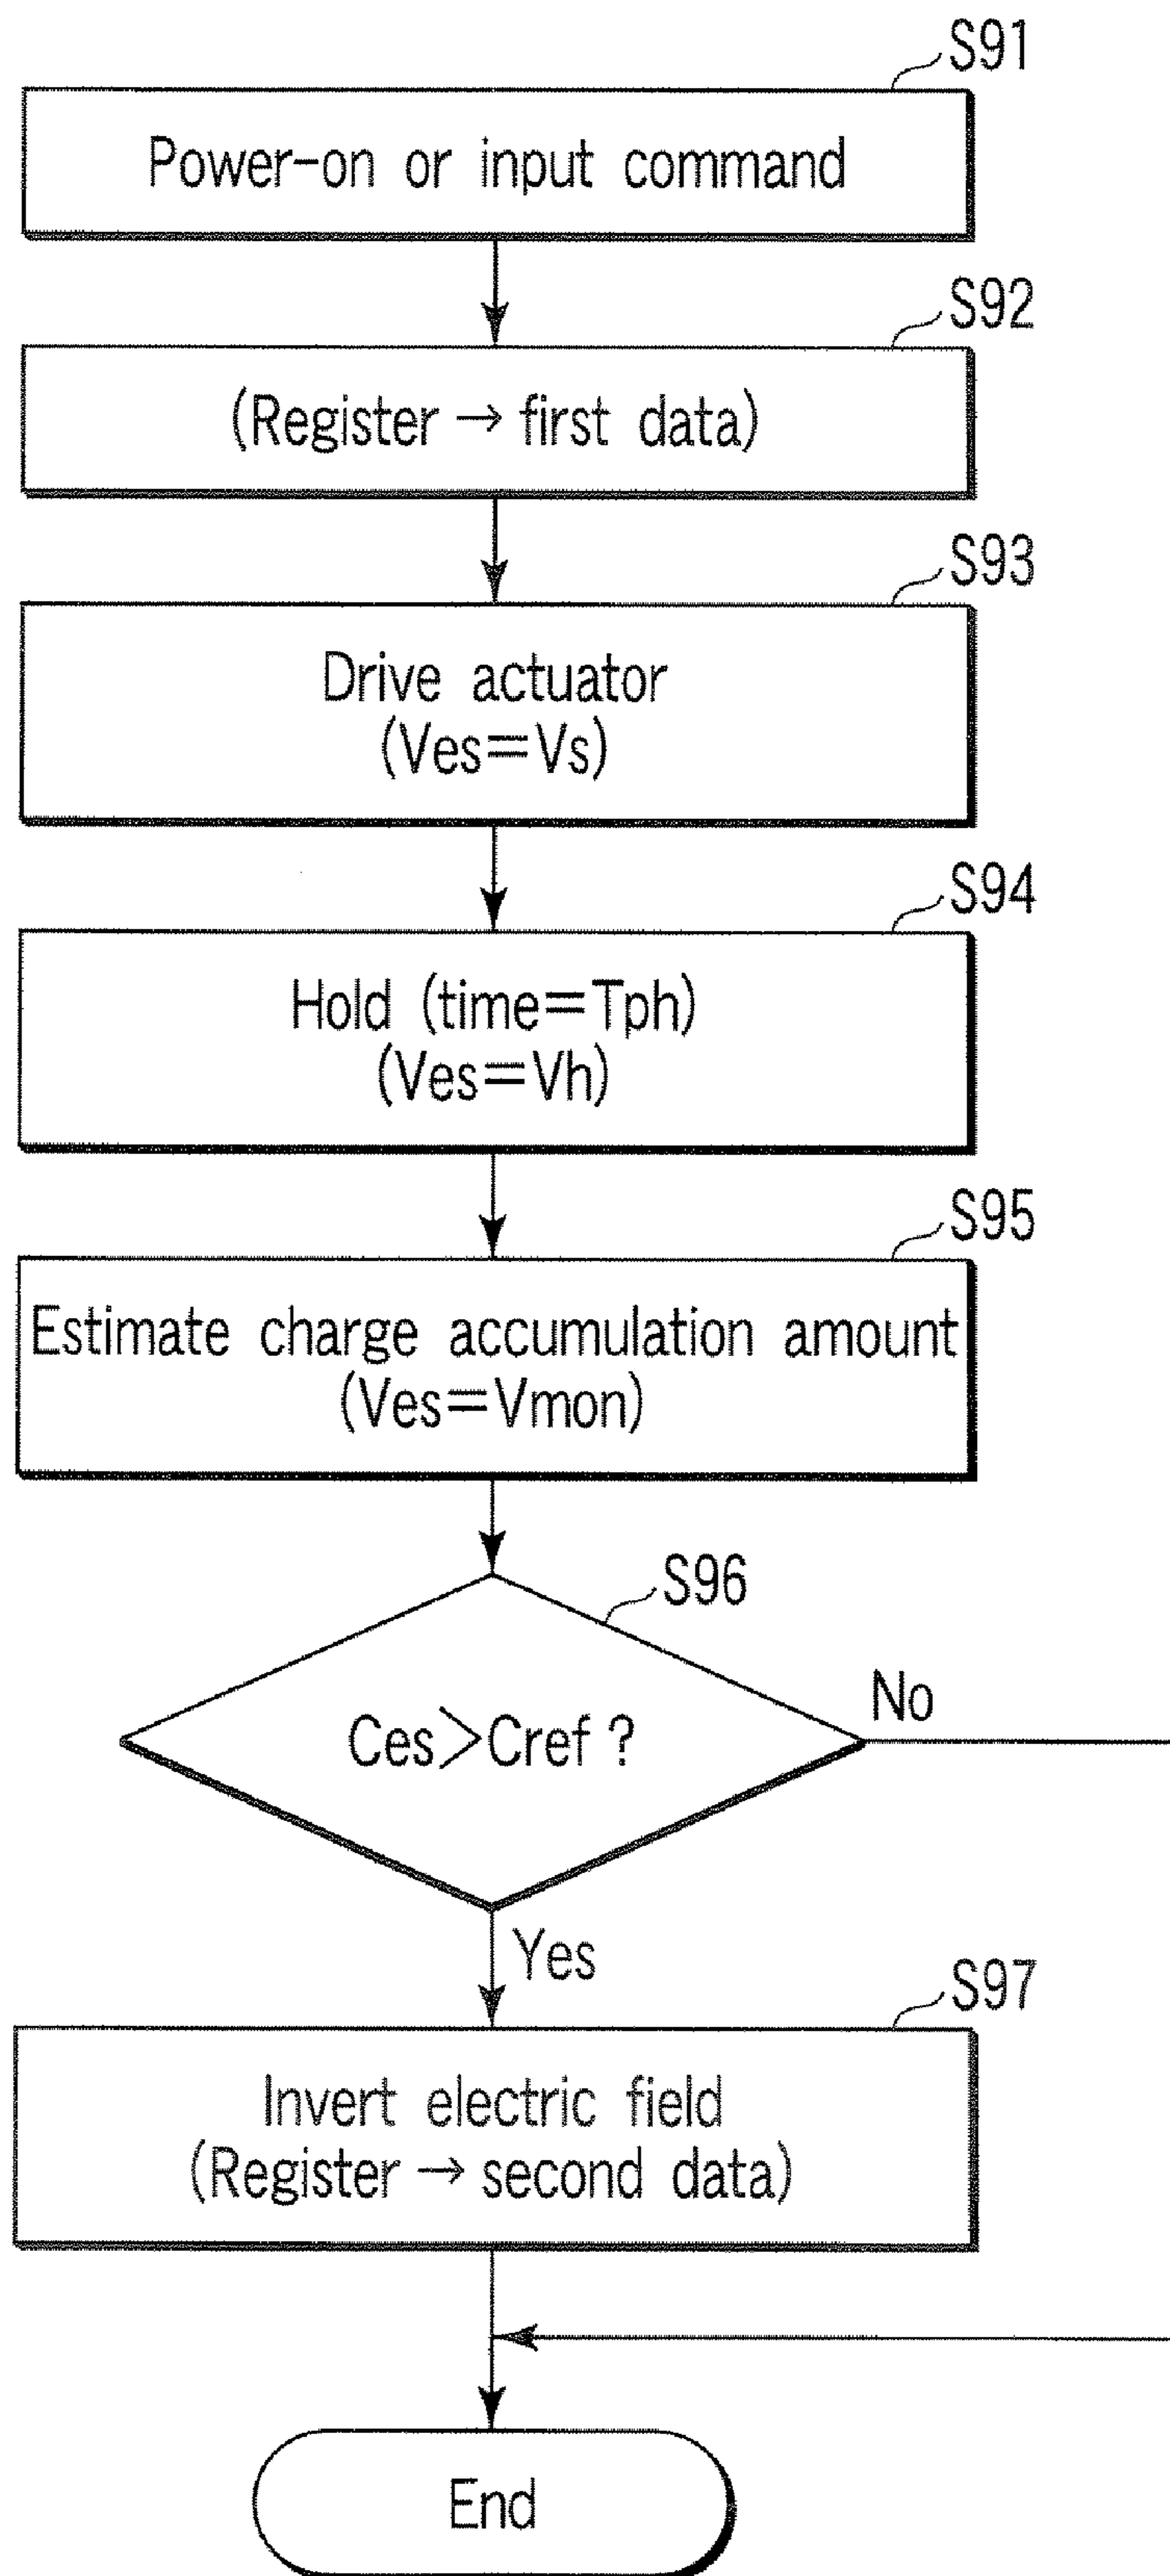 S91
Power-on or input command
S92
(Register → first data)
S93
Drive actuator
(Ves=Vs)
S94
Hold (time=Tph)
(Ves=Vh)
S95
Estimate charge accumulation amount
(Ves=Vmon)
S96
Ces>Cref ?
No
Yes
S97
Invert electric field
(Register → second data)
End